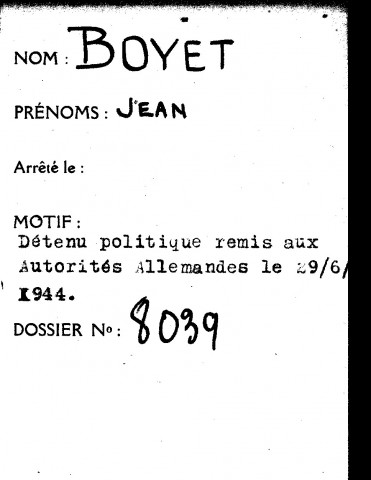 NOM : BOYET
PRÉNOMS : JEAN
Arrêté le :
MOTIF :
Détenu politique remis aux
Autorités Allemandes le 29/6/
1944.
DOSSIER No : 8039